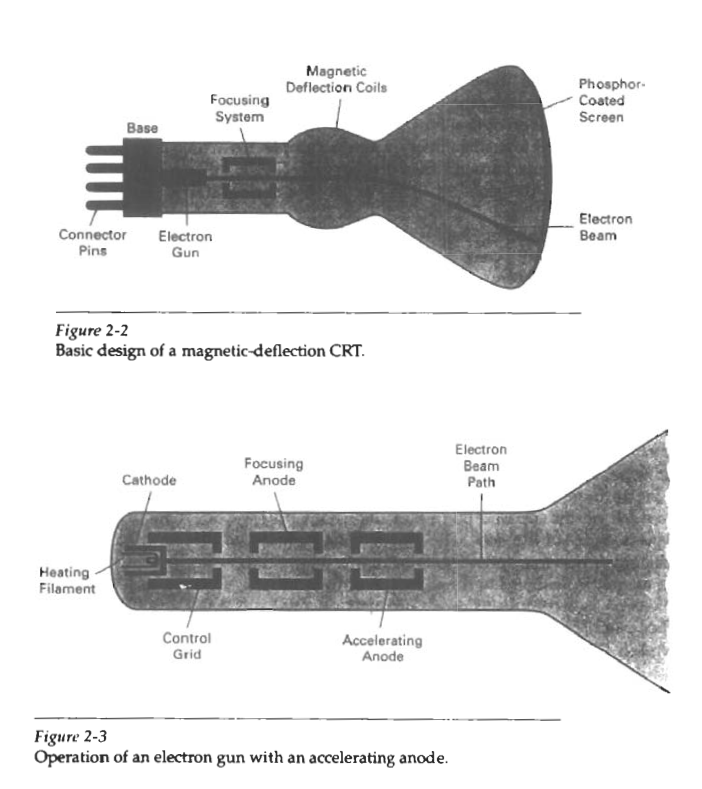 Magnetic
Deflection Coils
Phosphor-
Coated
Screen
Focusing
System
Base
Connector
Pins
Electron
Gun
Electron
Beam
Figure 2-2
Basic design of a magnetic-deflection CRT.
Electron
Beam
Path
Focusing
Anode
Cathode
Heating
Filament
Control
Grid
Accelerating
Anode
Figure 2-3
Operation of an electron gun with an accelerating anode.